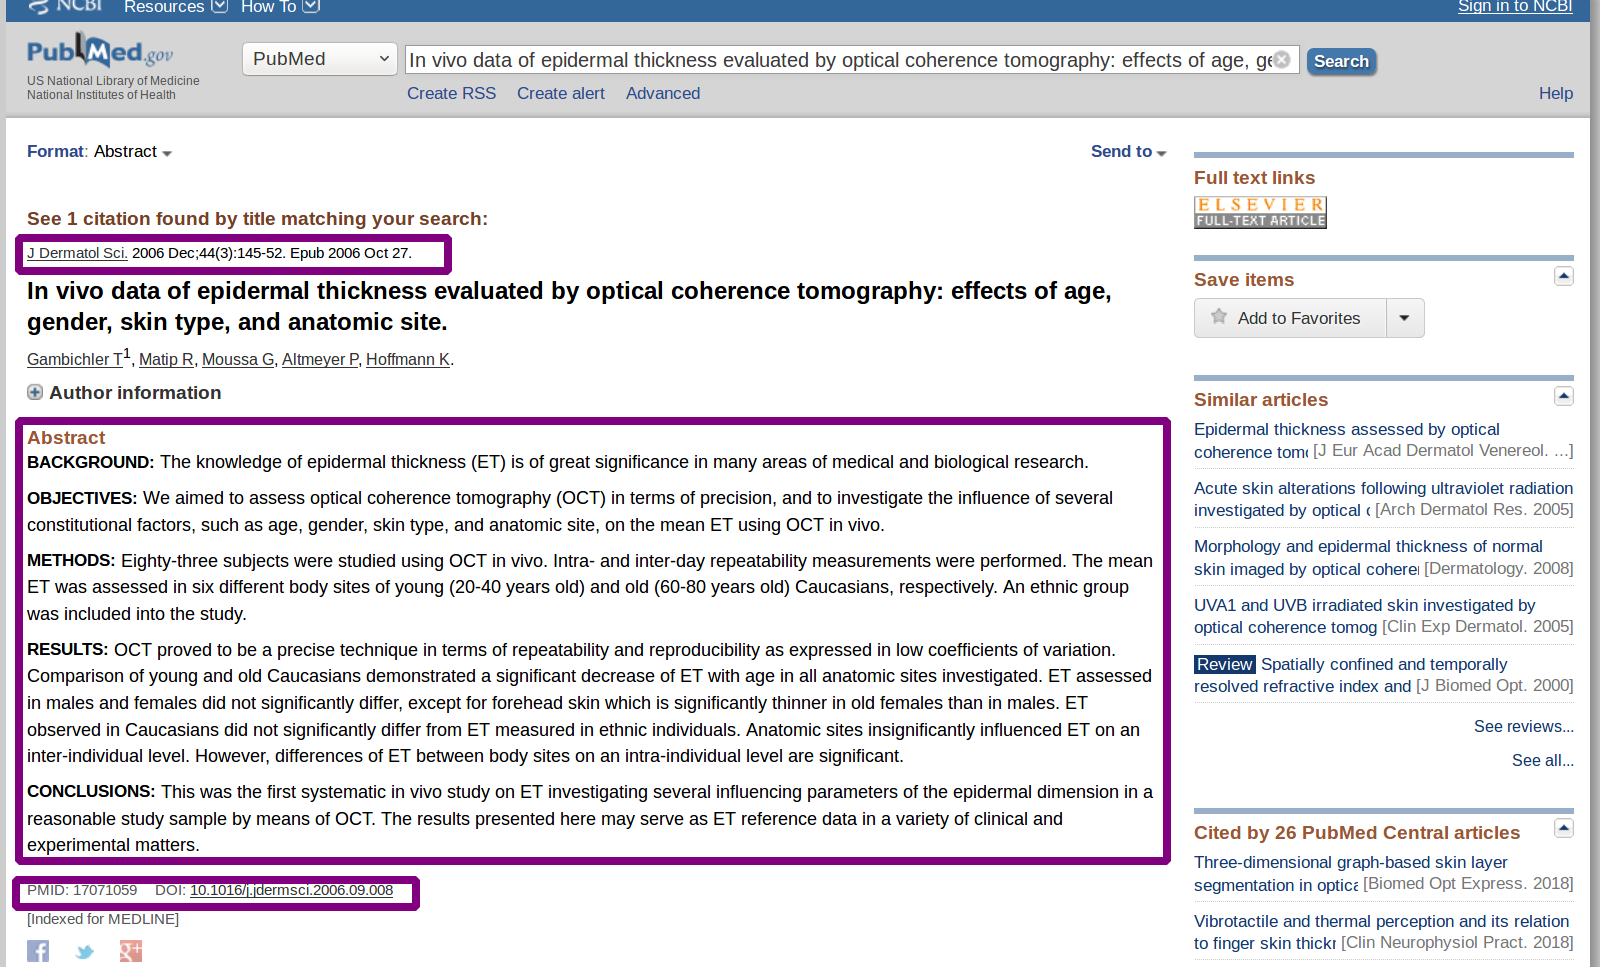 NCBI Resources How To Sign in to NCBI
PubMed.gov
US National Library of Medicine
National Institutes of Health
PubMed
In vivo data of epidermal thickness evaluated by optical coherence tomography: effects of age, ge
Search
Create RSS Create alert Advanced Help
Format: Abstract
Send to
See 1 citation found by title matching your search:
J Dermatol Sci. 2006 Dec;44(3):145-52. Epub 2006 Oct 27.
In vivo data of epidermal thickness evaluated by optical coherence tomography: effects of age,
gender, skin type, and anatomic site.
Gambichler T1, Matip R, Moussa G, Altmeyer P, Hoffmann K.
Author information
Abstract
BACKGROUND: The knowledge of epidermal thickness (ET) is of great significance in many areas of medical and biological research.
OBJECTIVES: We aimed to assess optical coherence tomography (OCT) in terms of precision, and to investigate the influence of several
constitutional factors, such as age, gender, skin type, and anatomic site, on the mean ET using OCT in vivo.
METHODS: Eighty-three subjects were studied using OCT in vivo. Intra- and inter-day repeatability measurements were performed. The mean
ET was assessed in six different body sites of young (20-40 years old) and old (60-80 years old) Caucasians, respectively. An ethnic group
was included into the study.
RESULTS: OCT proved to be a precise technique in terms of repeatability and reproducibility as expressed in low coefficients of variation.
Comparison of young and old Caucasians demonstrated a significant decrease of ET with age in all anatomic sites investigated. ET assessed
in males and females did not significantly differ, except for forehead skin which is significantly thinner in old females than in males. ET
observed in Caucasians did not significantly differ from ET measured in ethnic individuals. Anatomic sites insignificantly influenced ET on an
inter-individual level. However, differences of ET between body sites on an intra-individual level are significant.
CONCLUSIONS: This was the first systematic in vivo study on ET investigating several influencing parameters of the epidermal dimension in a
reasonable study sample by means of OCT. The results presented here may serve as ET reference data in a variety of clinical and
experimental matters.
PMID: 17071059 DOI: 10.1016/j.jdermsci.2006.09.008
[Indexed for MEDLINE]
f
g+
Full text links
ELSEVIER
FULL-TEXT ARTICLE
Save items
Add to Favorites
Similar articles
Epidermal thickness assessed by optical
coherence tom [J Eur Acad Dermatol Venereol. ...]
Acute skin alterations following ultraviolet radiation
investigated by optical c [Arch Dermatol Res. 2005]
Morphology and epidermal thickness of normal
skin imaged by optical cohere [Dermatology. 2008]
UVA1 and UVB irradiated skin investigated by
optical coherence tomog [Clin Exp Dermatol. 2005]
Review Spatially confined and temporally
resolved refractive index and [J Biomed Opt. 2000]
See reviews...
See all...
Cited by 26 PubMed Central articles
Three-dimensional graph-based skin layer
segmentation in optica [Biomed Opt Express. 2018]
Vibrotactile and thermal perception and its relation
to finger skin thickn [Clin Neurophysiol Pract. 2018]